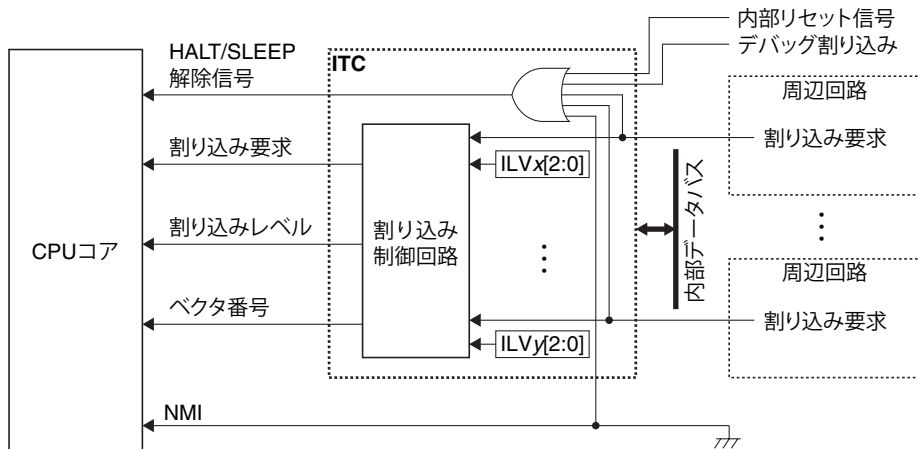 内部リセット信号
デバッグ割り込み
HALT/SLEEP
解除信号
ITC
周辺回路
割り込み要求
割り込み要求
ILVx[2:0]
割り込みレベル
CPUコア
割り込み
制御回路
内部データバス
周辺回路
ベクタ番号
割り込み要求
ILVy[2:0]
NMI